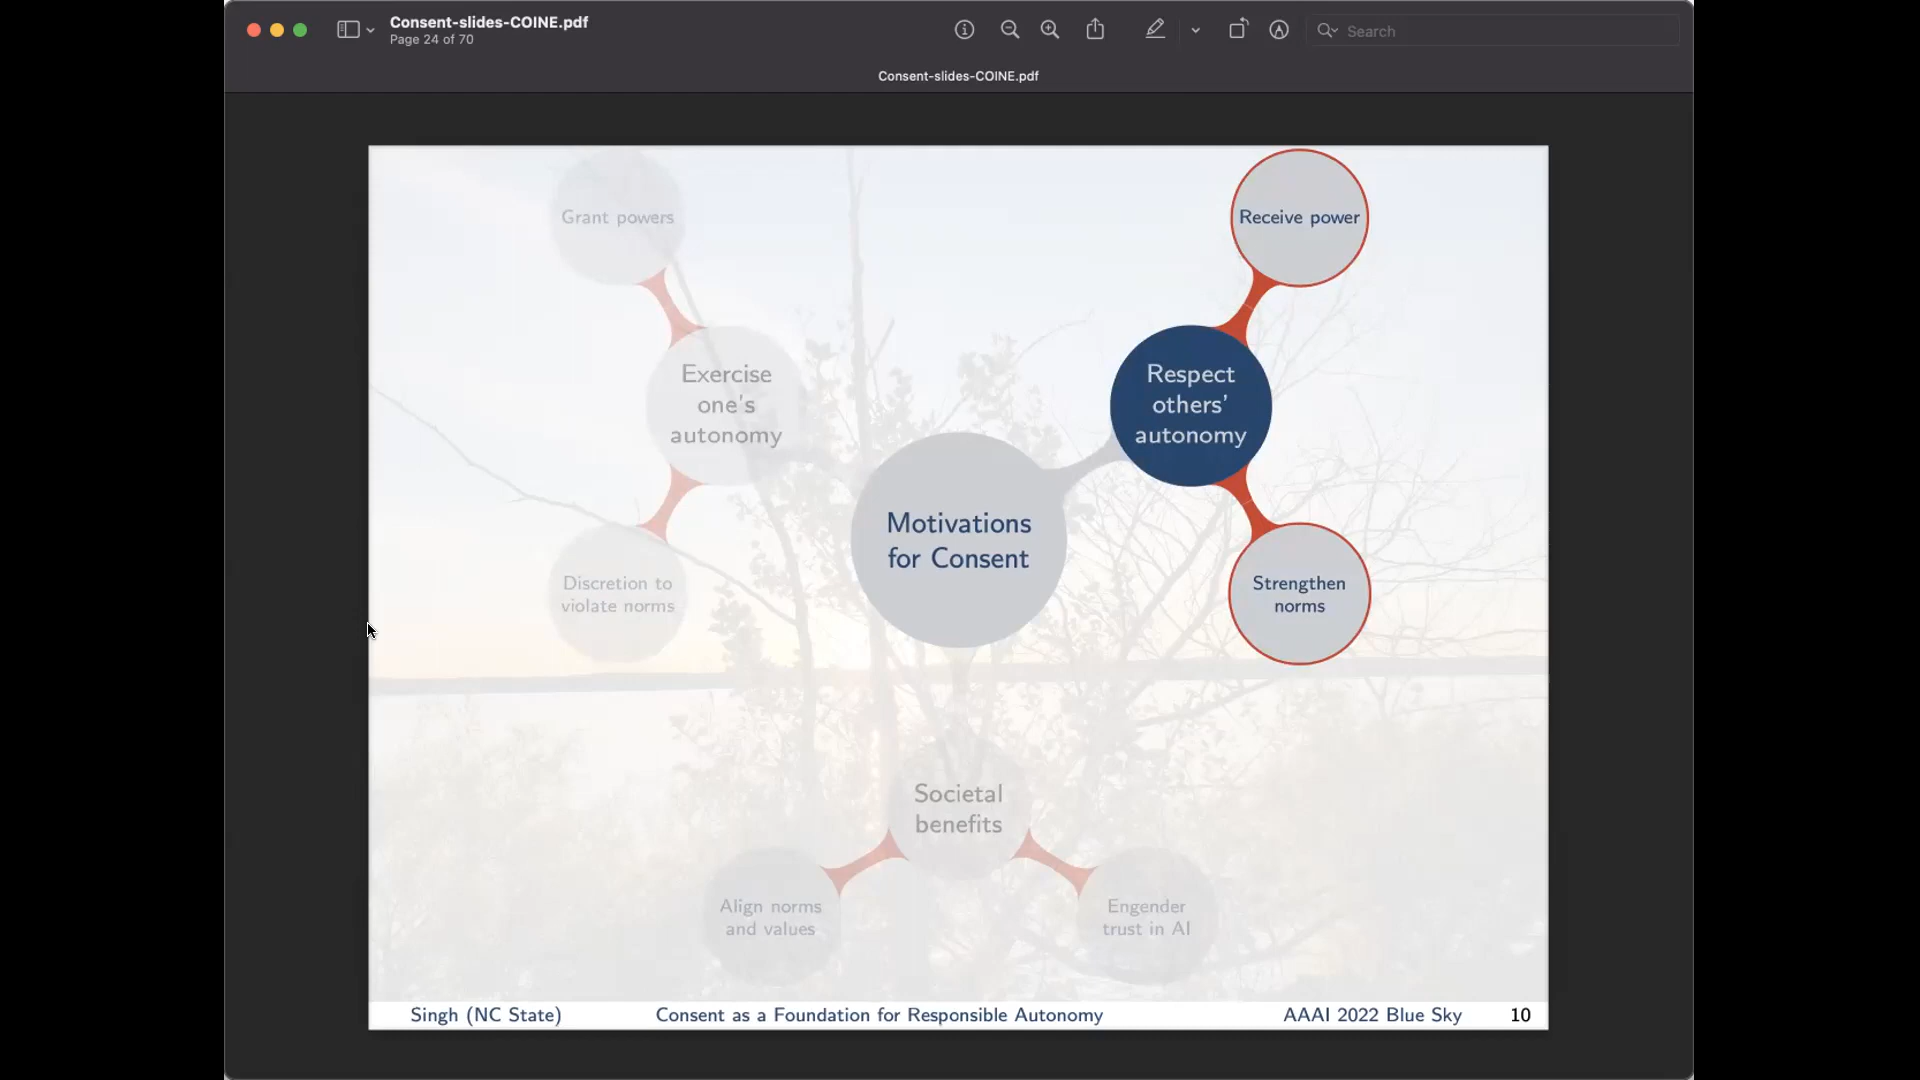 Consent-slides-COINE.pdf
Page 24 of 70
Search
Consent-slides-COINE.pdf
Grant powers
Receive power
Exercise
one's
autonomy
Respect
others'
autonomy
Motivations
for Consent
Discretion to
violate norms
Strengthen
norms
Societal
benefits
Align norms
and values
Engender
trust in AI
Singh (NC State)
Consent as a Foundation for Responsible Autonomy
AAAI 2022 Blue Sky
10